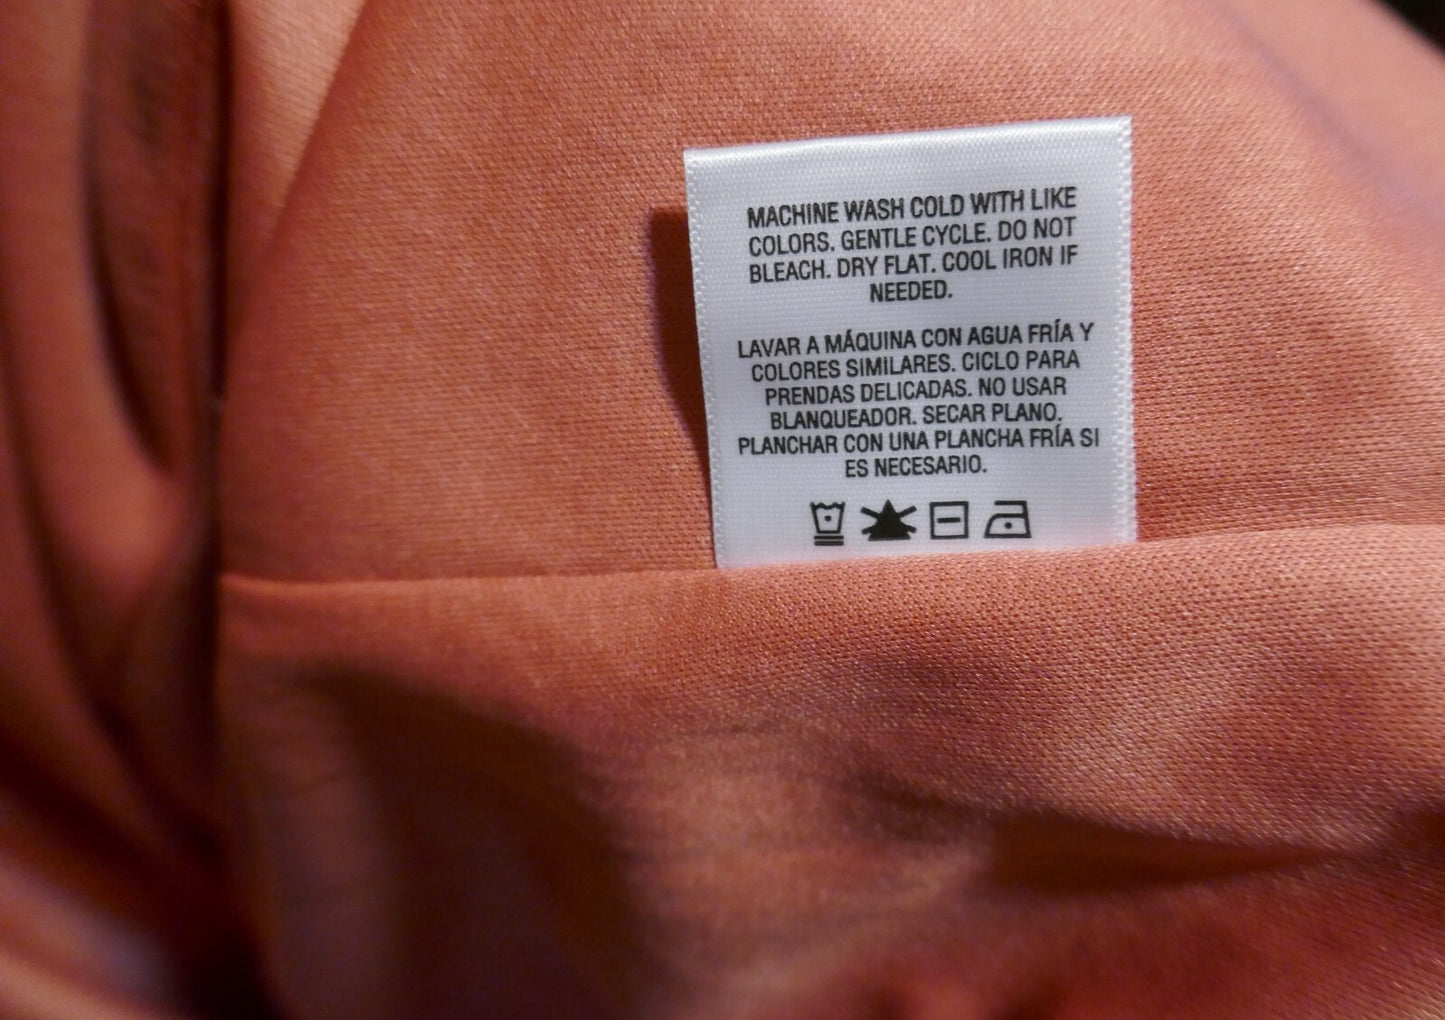 MACHINE WASH COLD WITH LIKE
COLORS. GENTLE CYCLE. DO NOT
BLEACH. DRY FLAT. COOL IRON IF
NEEDED.
LAVAR A MÁQUINA CON AGUA FRÍA Y
COLORES SIMILARES. CICLO PARA
PRENDAS DELICADAS. NO USAR
BLANQUEADOR. SECAR PLANO.
PLANCHAR CON UNA PLANCHA FRÍA SI
ES NECESARIO.